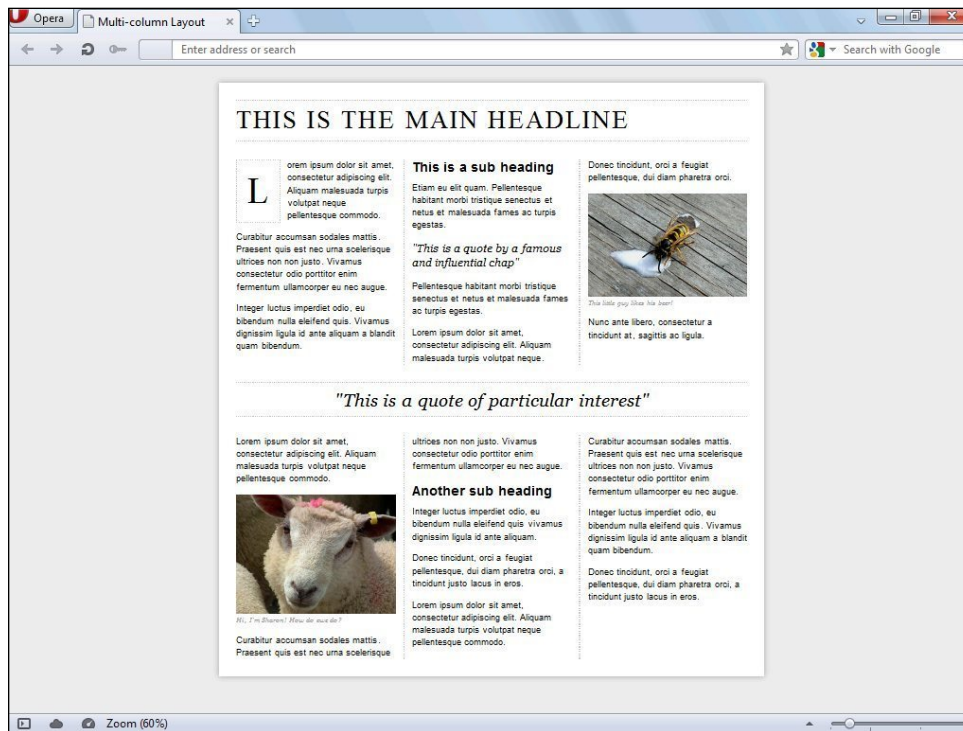 Opera
Multi-column Layout
Enter address or search
Search with Google
THIS IS THE MAIN HEADLINE
L
orem ipsum dolor sit amet,
consectetur adipiscing elit.
Aliquam malesuada turpis
volutpat neque
pellentesque commodo.
Curabitur accumsan sodales mattis.
Praesent quis est nec urna scelerisque
ultrices non non justo. Vivamus
consectetur odio porttitor enim
fermentum ullamcorper eu nec augue.
Integer luctus imperdiet odio, eu
bibendum nulla eleifend quis. Vivamus
dignissim ligula id ante aliquam a blandit
quam bibendum.
This is a sub heading
Etiam eu elit quam. Pellentesque
habitant morbi tristique senectus et
netus et malesuada fames ac turpis
egestas.
"This is a quote by a famous
and influential chap"
Pellentesque habitant morbi tristique
senectus et netus et malesuada fames
ac turpis egestas.
Lorem ipsum dolor sit amet,
consectetur adipiscing elit. Aliquam
malesuada turpis volutpat neque.
Donec tincidunt, orci a feugiat
pellentesque, dui diam pharetra orci.
This little guy likes his beer!
Nunc ante libero, consectetur a
tincidunt at, sagittis ac ligula.
"This is a quote of particular interest"
Lorem ipsum dolor sit amet,
consectetur adipiscing elit. Aliquam
malesuada turpis volutpat neque
pellentesque commodo.
Hi, I'm Sharon! How do ewe do?
Curabitur accumsan sodales mattis.
Praesent quis est nec urna scelerisque
ultrices non non justo. Vivamus
consectetur odio porttitor enim
fermentum ullamcorper eu nec augue.
Another sub heading
Integer luctus imperdiet odio, eu
bibendum nulla eleifend quis vivamus
dignissim ligula id ante aliquam.
Donec tincidunt, orci a feugiat
pellentesque, dui diam pharetra orci, a
tincidunt justo lacus in eros.
Lorem ipsum dolor sit amet,
consectetur adipiscing elit. Aliquam
malesuada turpis volutpat neque
pellentesque commodo.
Curabitur accumsan sodales mattis.
Praesent quis est nec urna scelerisque
ultrices non non justo. Vivamus
consectetur odio porttitor enim
fermentum ullamcorper eu nec augue.
Integer luctus imperdiet odio, eu
bibendum nulla eleifend quis. Vivamus
dignissim ligula id ante aliquam a blandit
quam bibendum.
Donec tincidunt, orci a feugiat
pellentesque, dui diam pharetra orci, a
tincidunt justo lacus in eros.
Zoom (60%)